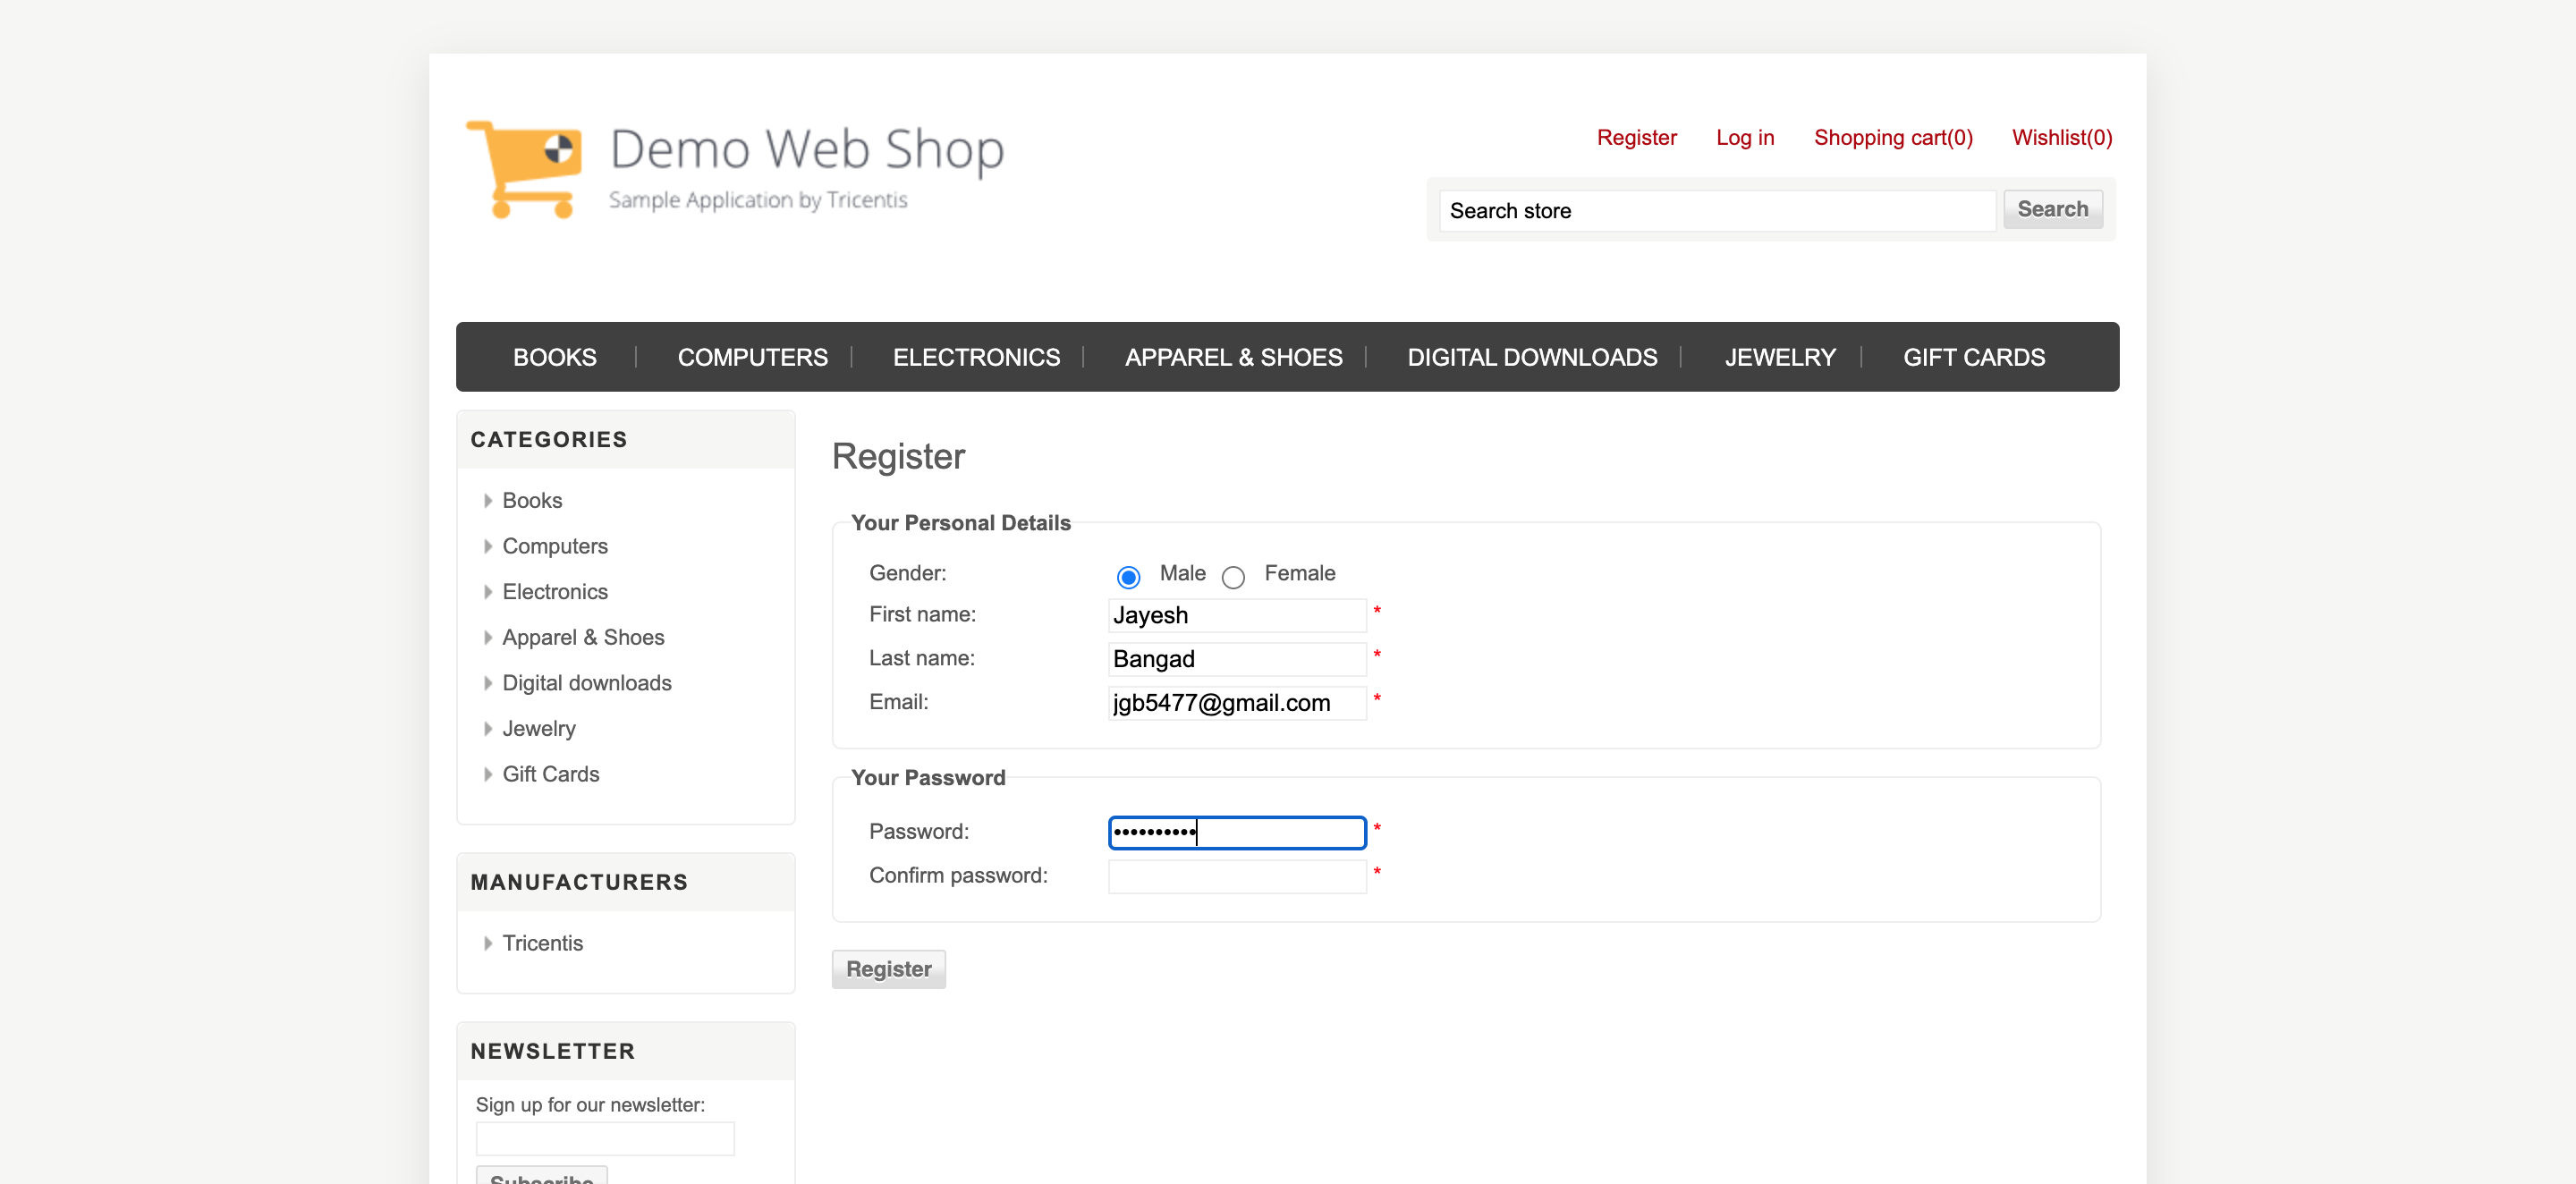 Demo Web Shop
Sample Application by Tricentis
Register Log in Shopping cart(0) Wishlist(0)
Search store Search
BOOKS COMPUTERS ELECTRONICS APPAREL & SHOES DIGITAL DOWNLOADS JEWELRY GIFT CARDS
CATEGORIES
Books
Computers
Electronics
Apparel & Shoes
Digital downloads
Jewelry
Gift Cards
MANUFACTURERS
Tricentis
NEWSLETTER
Sign up for our newsletter:
Subscribe
Register
Your Personal Details
Gender: Male Female
First name: Jayesh *
Last name: Bangad *
Email: jgb5477@gmail.com *
Your Password
Password: •••••••••• *
Confirm password: *
Register